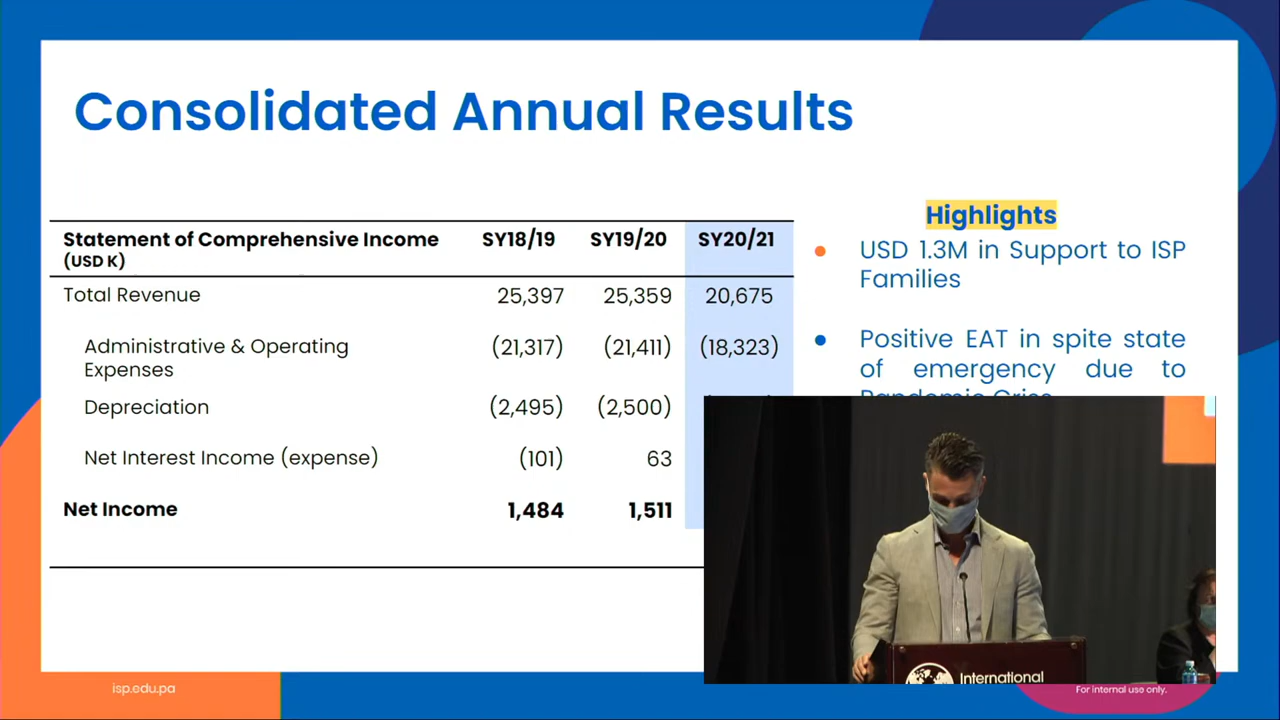 Consolidated Annual Results
Statement of Comprehensive Income SY18/19 SY19/20 SY20/21
(USD K)
Total Revenue 25,397 25,359 20,675
Administrative & Operating (21,317) (21,411) (18,323)
Expenses
Depreciation (2,495) (2,500)
Net Interest Income (expense) (101) 63
Net Income 1,484 1,511
Highlights
USD 1.3M in Support to ISP
Families
Positive EAT in spite state
of emergency due to
International
isp.edu.pa
For internal use only.